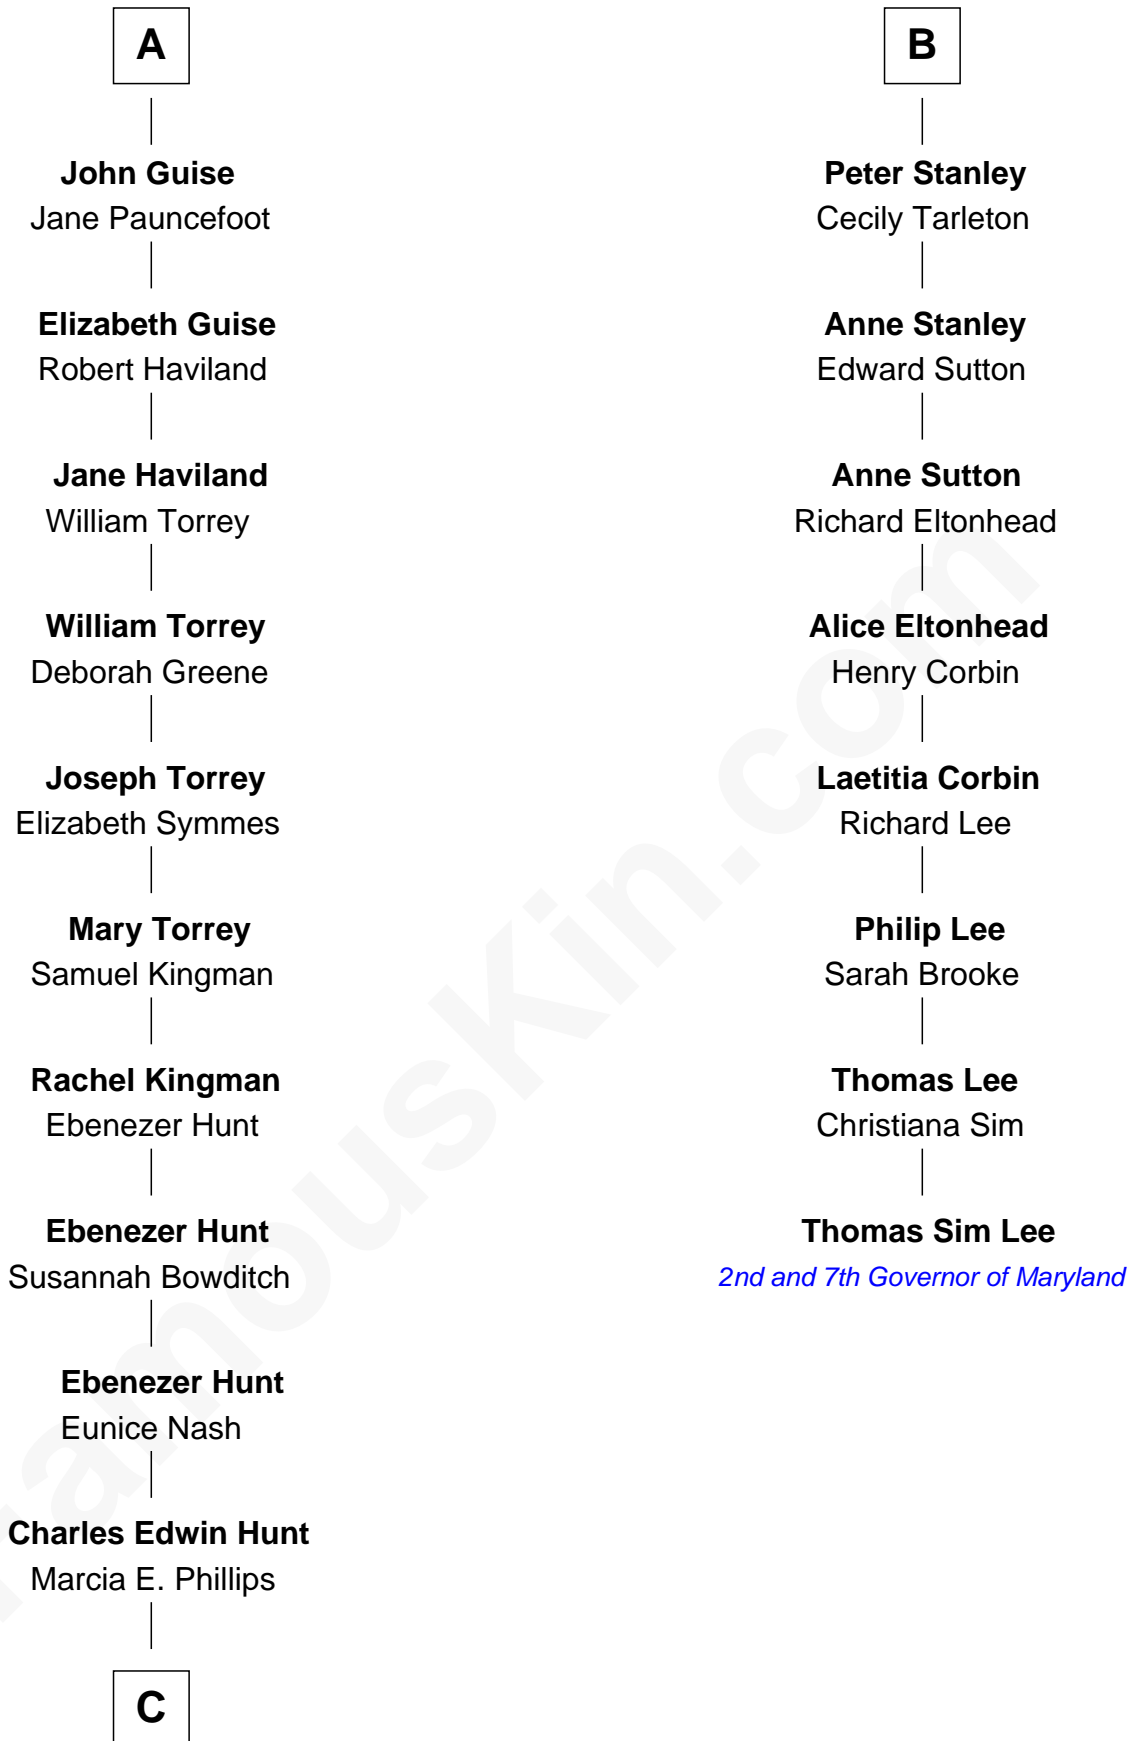 A
John Guise
Jane Pauncefoot
Elizabeth Guise
Robert Haviland
Jane Haviland
William Torrey
William Torrey
Deborah Greene
Joseph Torrey
Elizabeth Symmes
Mary Torrey
Samuel Kingman
Rachel Kingman
Ebenezer Hunt
Ebenezer Hunt
Susannah Bowditch
Ebenezer Hunt
Eunice Nash
Charles Edwin Hunt
Marcia E. Phillips
C
B
Peter Stanley
Cecily Tarleton
Anne Stanley
Edward Sutton
Anne Sutton
Richard Eltonhead
Alice Eltonhead
Henry Corbin
Laetitia Corbin
Richard Lee
Philip Lee
Sarah Brooke
Thomas Lee
Christiana Sim
Thomas Sim Lee
2nd and 7th Governor of Maryland
FamousKin.com